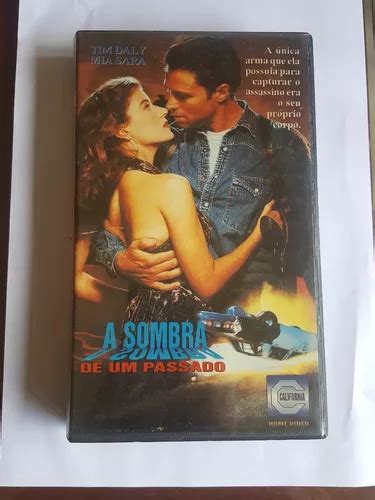 TIM DALY
MIA SARA
A única
arma que ela
possuía para
capturar o
assassino era
o seu
próprio
corpo.
A SOMBRA
DE UM PASSADO
CALIFORNIA
HOME VIDEO